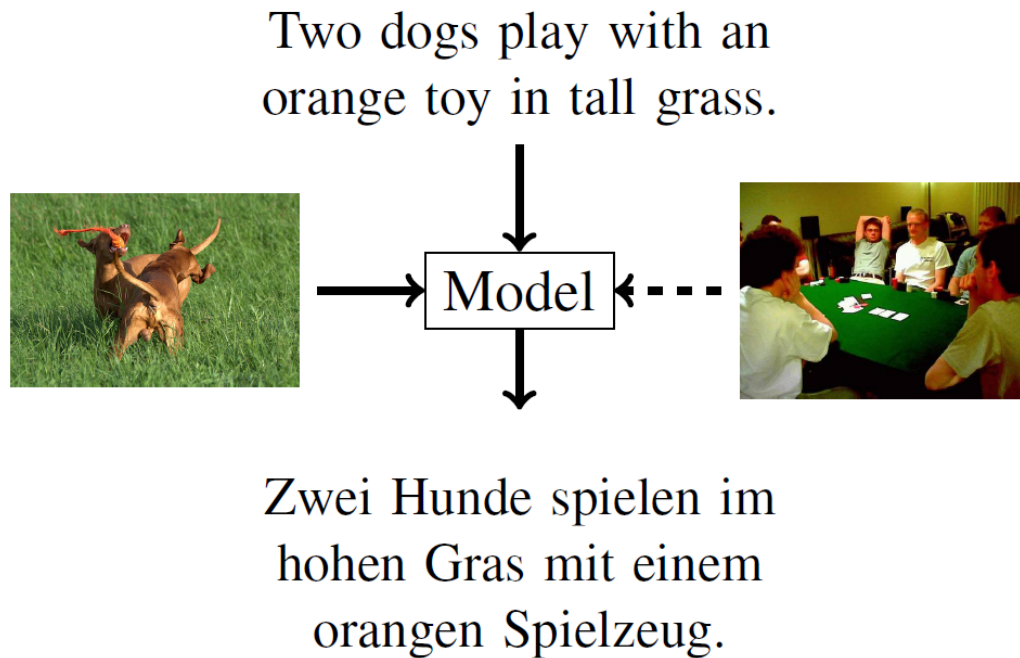 Two dogs play with an
orange toy in tall grass.
Model
Zwei Hunde spielen im
hohen Gras mit einem
orangen Spielzeug.